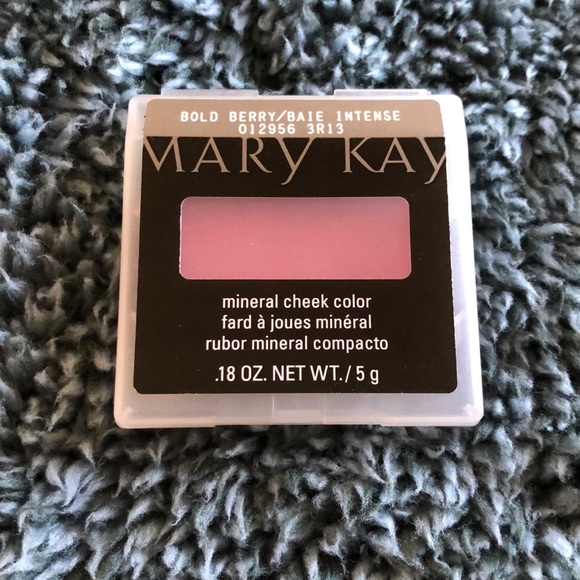 BOLD BERRY/BAIE INTENSE
012956 3R13
MARY KAY
mineral cheek color
fard à joues minéral
rubor mineral compacto
.18 OZ. NET WT./ 5 g